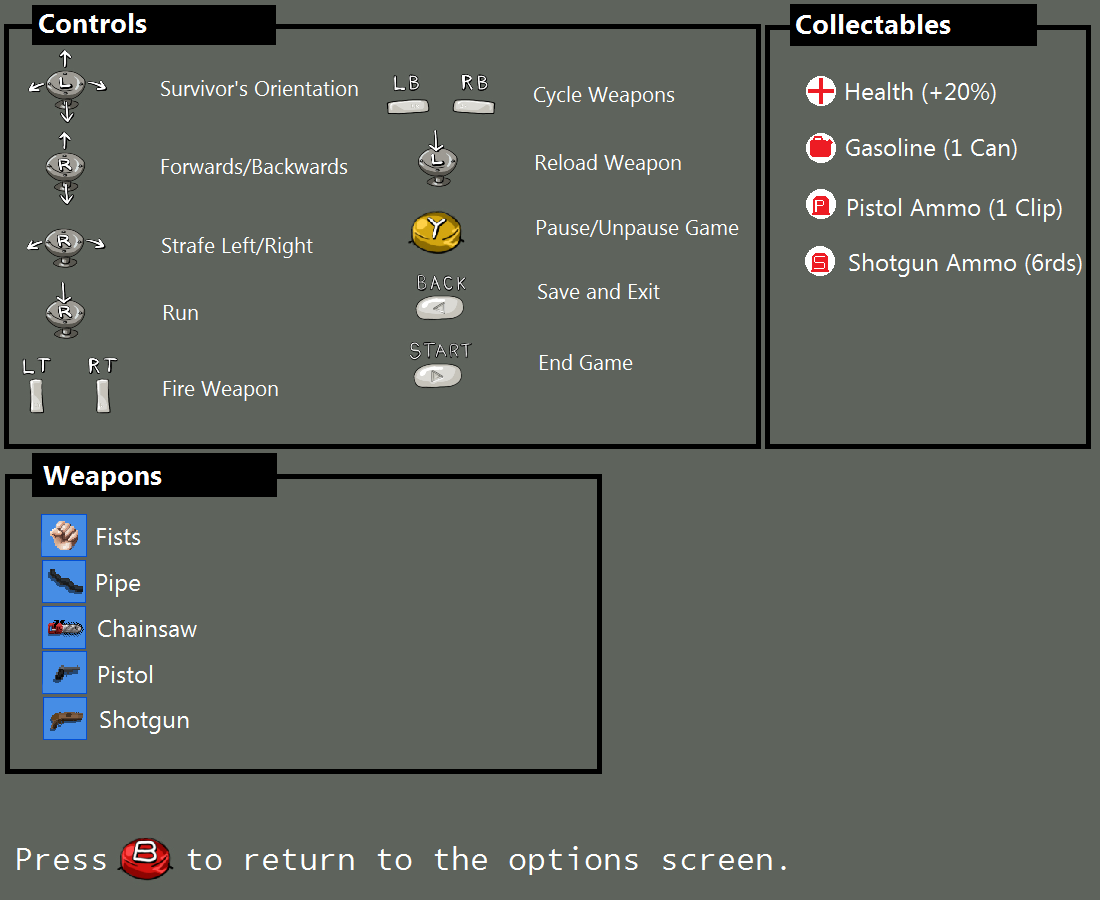 Controls
L
Survivor's Orientation
R
Forwards/Backwards
R
Strafe Left/Right
R
Run
LT RT
Fire Weapon
LB RB
Cycle Weapons
L
Reload Weapon
Y
Pause/Unpause Game
BACK
Save and Exit
START
End Game
Collectables
Health (+20%)
Gasoline (1 Can)
P
Pistol Ammo (1 Clip)
S
Shotgun Ammo (6rds)
Weapons
Fists
Pipe
Chainsaw
Pistol
Shotgun
Press B to return to the options screen.